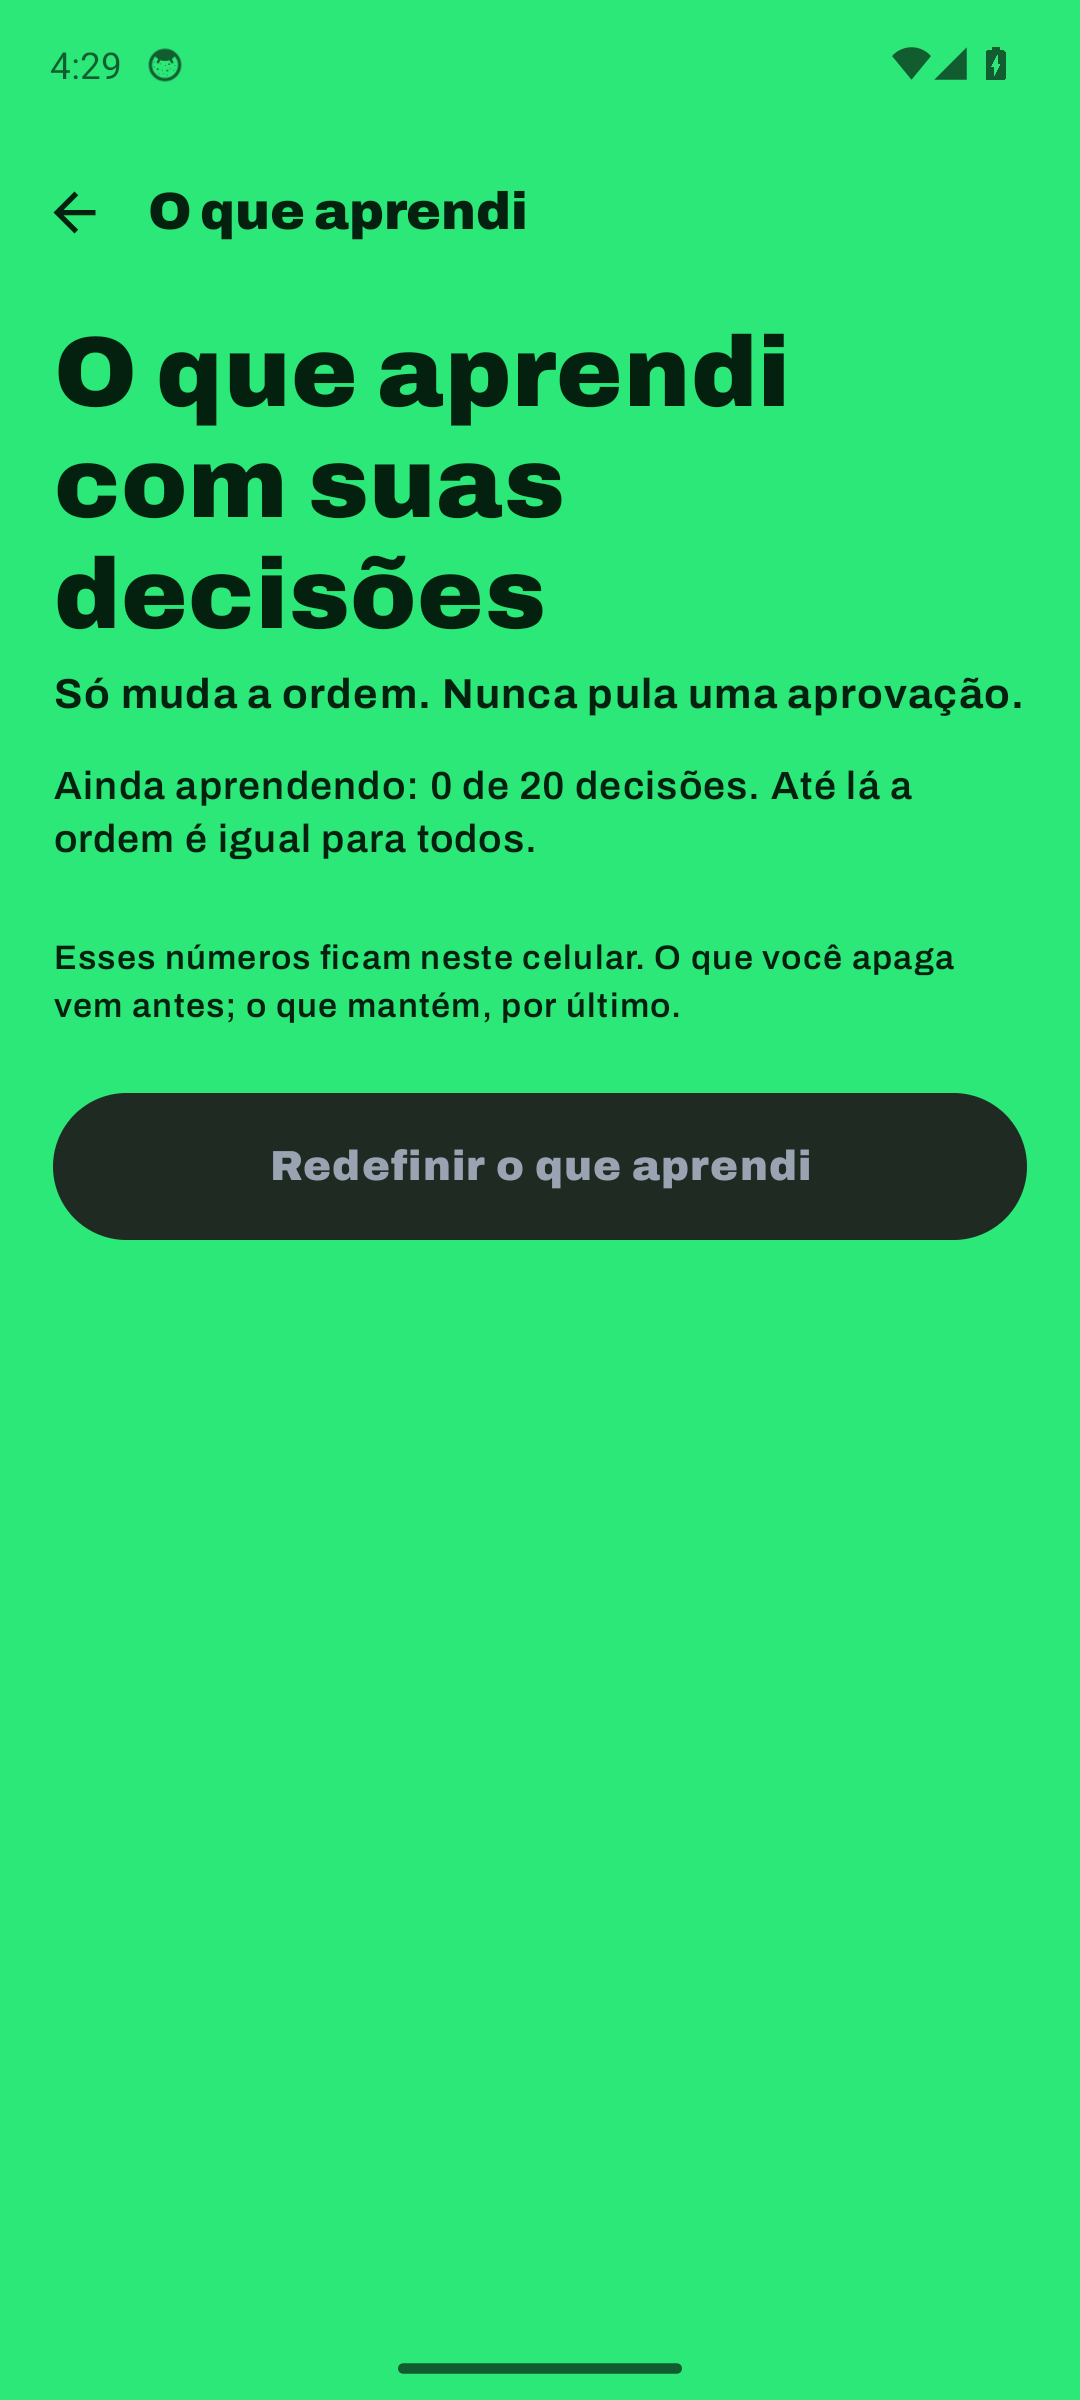 4:29
O que aprendi
O que aprendi
com suas
decisões
Só muda a ordem. Nunca pula uma aprovação.
Ainda aprendendo: 0 de 20 decisões. Até lá a
ordem é igual para todos.
Esses números ficam neste celular. O que você apaga
vem antes; o que mantém, por último.
Redefinir o que aprendi